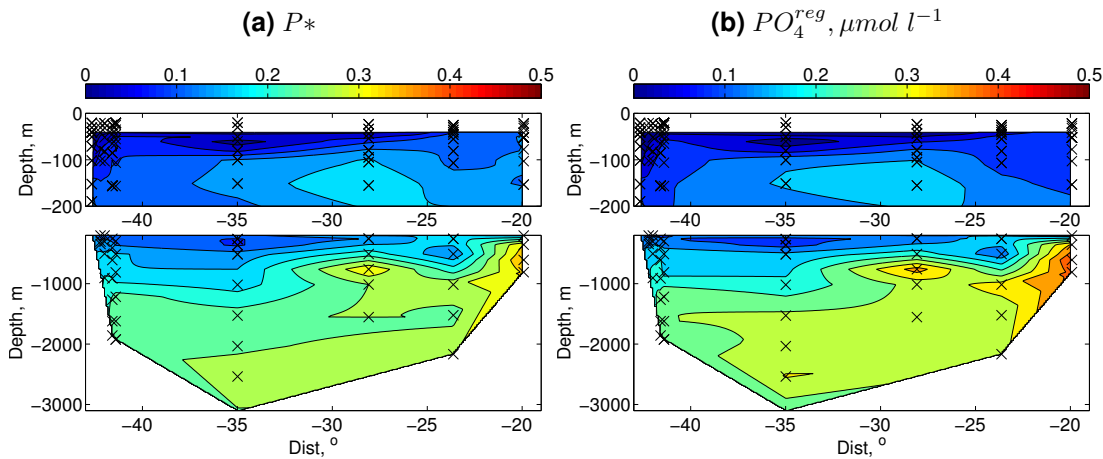 (a) P∗
(b) PO₄ʳᵉᵍ, μmol l⁻¹
0 0.1 0.2 0.3 0.4 0.5
0 0.1 0.2 0.3 0.4 0.5
Depth, m
0
−100
−200
−40 −35 −30 −25 −20
Depth, m
0
−100
−200
−40 −35 −30 −25 −20
Depth, m
−1000
−2000
−3000
−40 −35 −30 −25 −20
Dist, °
Depth, m
−1000
−2000
−3000
−40 −35 −30 −25 −20
Dist, °